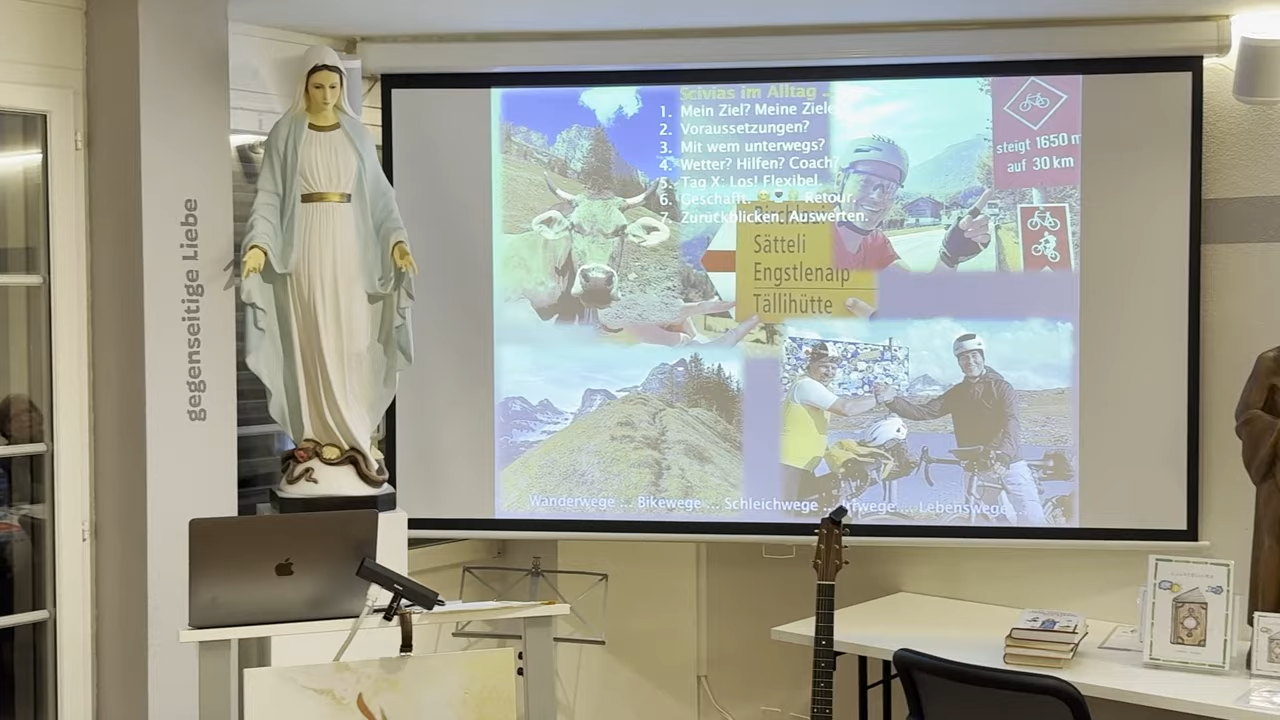 gegenseitige Liebe
Scivias im Alltag ..
1. Mein Ziel? Meine Ziele
2. Voraussetzungen?
3. Mit wem unterwegs?
4. Wetter? Hilfen? Coach?
5. Tag X: Los! Flexibel.
6. Geschafft. Retour.
7. Zurückblicken. Auswerten.
steigt 1650 m
auf 30 km
Sätteli
Engstlenalp
Tällihütte
Wanderwege ... Bikewege ... Schleichwege ... Lebenswege